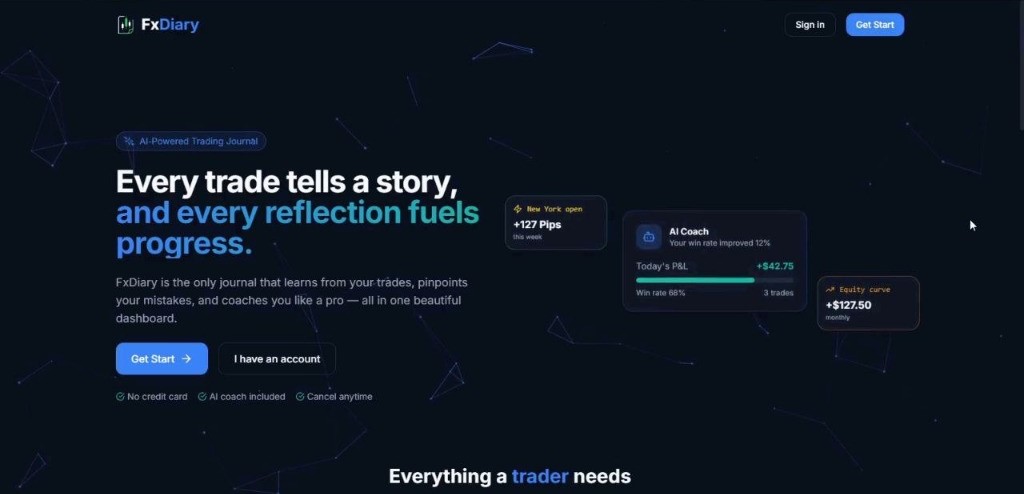 FxDiary
Sign in
Get Start
AI-Powered Trading Journal
Every trade tells a story,
and every reflection fuels
progress.
FxDiary is the only journal that learns from your trades, pinpoints
your mistakes, and coaches you like a pro — all in one beautiful
dashboard.
Get Start →
I have an account
No credit card
AI coach included
Cancel anytime
New York open
+127 Pips
this week
AI Coach
Your win rate improved 12%
Today's P&L
+$42.75
Win rate 68%
3 trades
Equity curve
+$127.50
monthly
Everything a trader needs